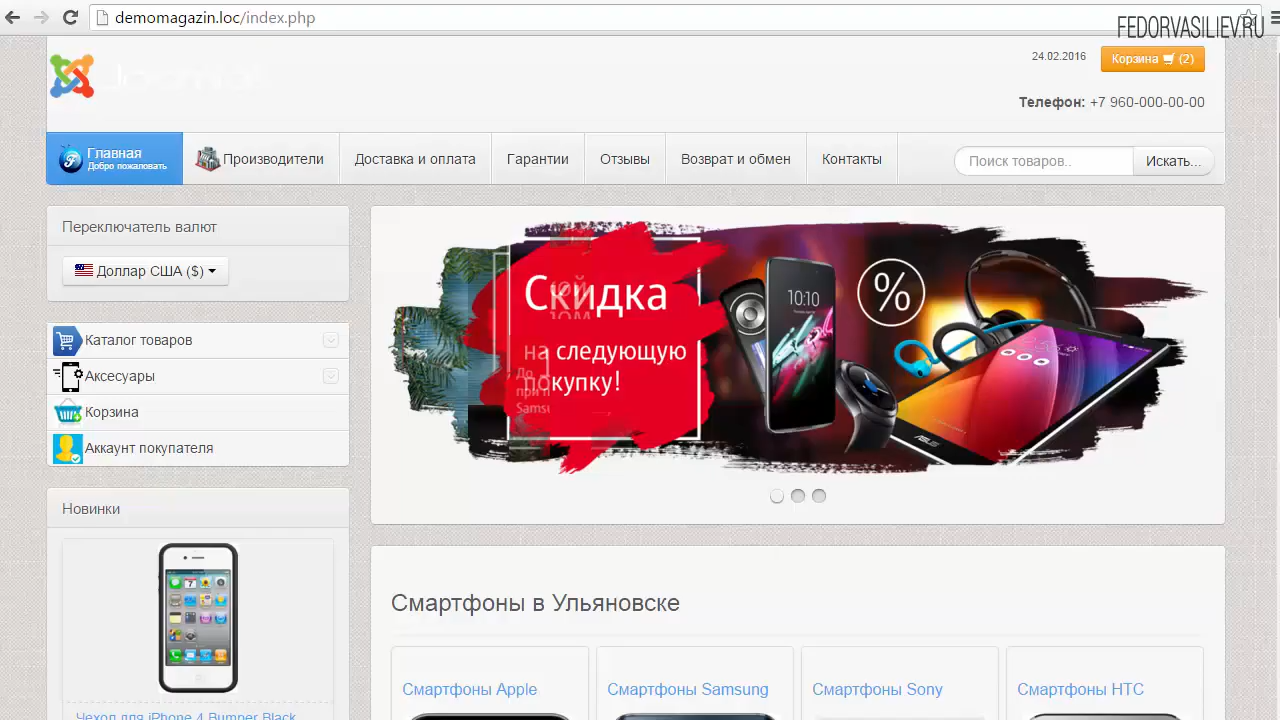 demomagazin.loc/index.php
FEDORVASILIEV.RU
24.02.2016
Корзина (2)
Телефон: +7 960-000-00-00
Главная
Добро пожаловать
Производители
Доставка и оплата
Гарантии
Отзывы
Возврат и обмен
Контакты
Поиск товаров..
Искать...
Переключатель валют
Доллар США ($)
Каталог товаров
Аксесуары
Корзина
Аккаунт покупателя
Новинки
Чехол для iPhone 4 Bumper Black
Скидка
на следующую
покупку!
10:10
%
ASUS
Смартфоны в Ульяновске
Смартфоны Apple
Смартфоны Samsung
Смартфоны Sony
Смартфоны HTC